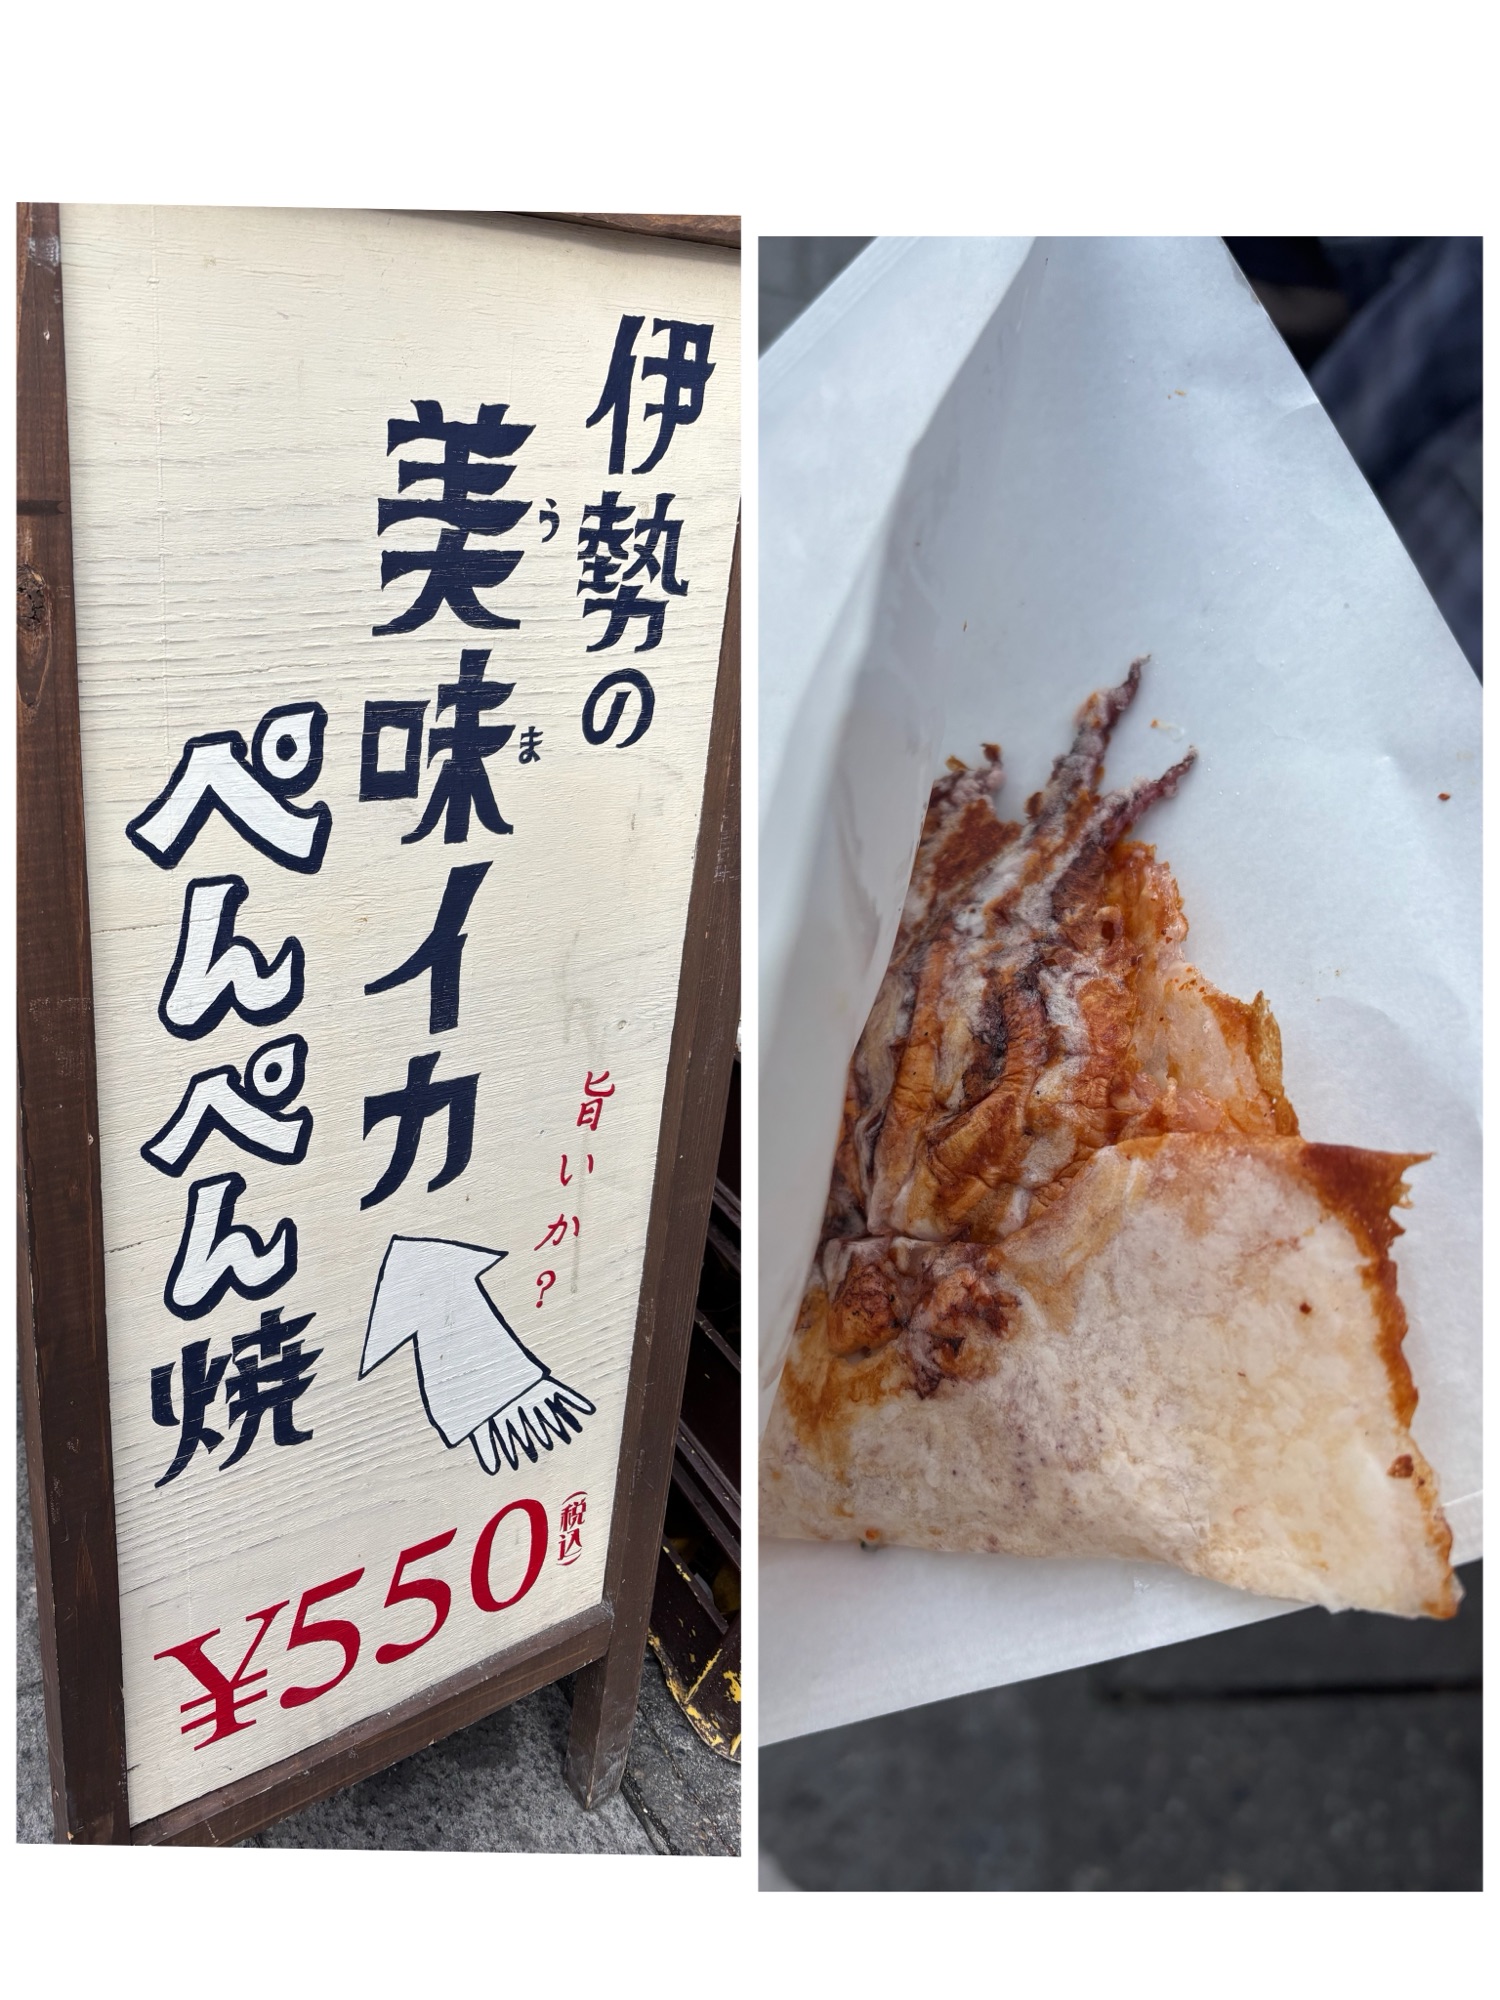 伊勢の
美味イカ
うま
ぺんぺん焼
旨いか?
¥550(税込)